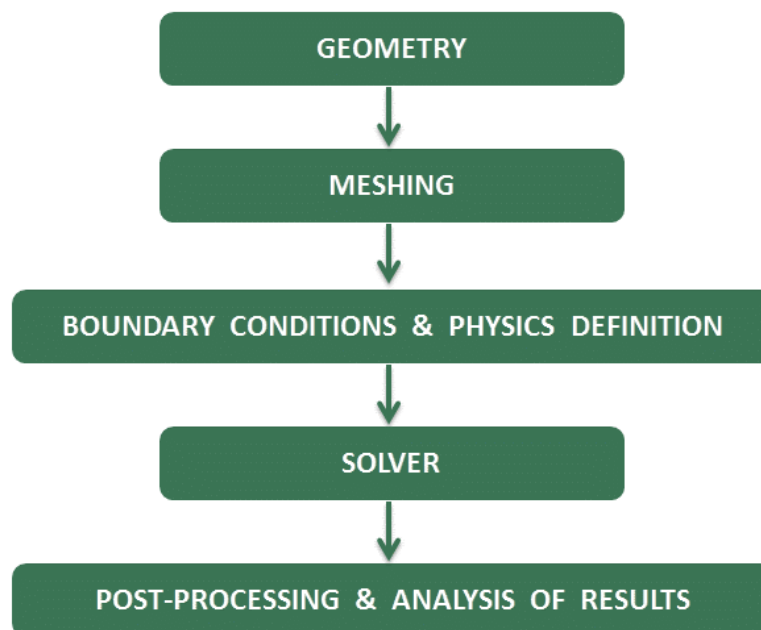 GEOMETRY
MESHING
BOUNDARY CONDITIONS & PHYSICS DEFINITION
SOLVER
POST-PROCESSING & ANALYSIS OF RESULTS